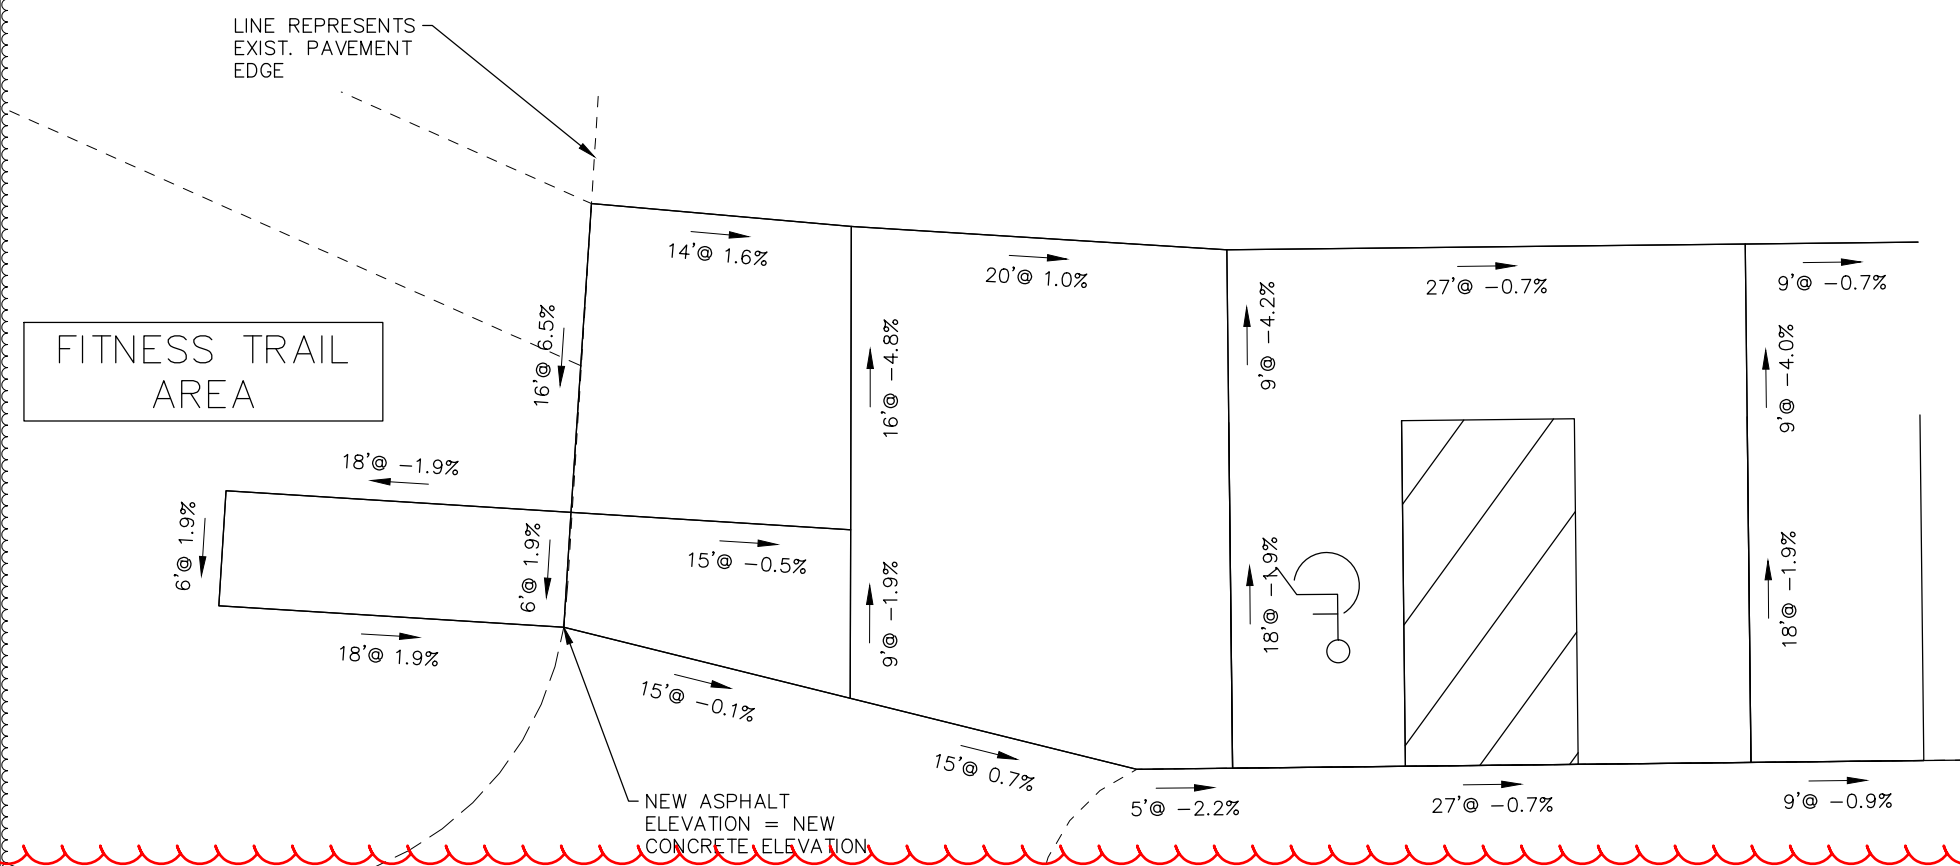 LINE REPRESENTS
EXIST. PAVEMENT
EDGE
14'@ 1.6%
20'@ 1.0%
27'@ -0.7%
9'@ -0.7%
16'@ 6.5%
16'@ -4.8%
9'@ -4.2%
9'@ -4.0%
FITNESS TRAIL
AREA
18'@ -1.9%
6'@ 1.9%
6'@ 1.9%
15'@ -0.5%
9'@ -1.9%
18'@ -1.9%
18'@ -1.9%
18'@ 1.9%
15'@ -0.1%
15'@ 0.7%
5'@ -2.2%
27'@ -0.7%
9'@ -0.9%
NEW ASPHALT
ELEVATION = NEW
CONCRETE ELEVATION